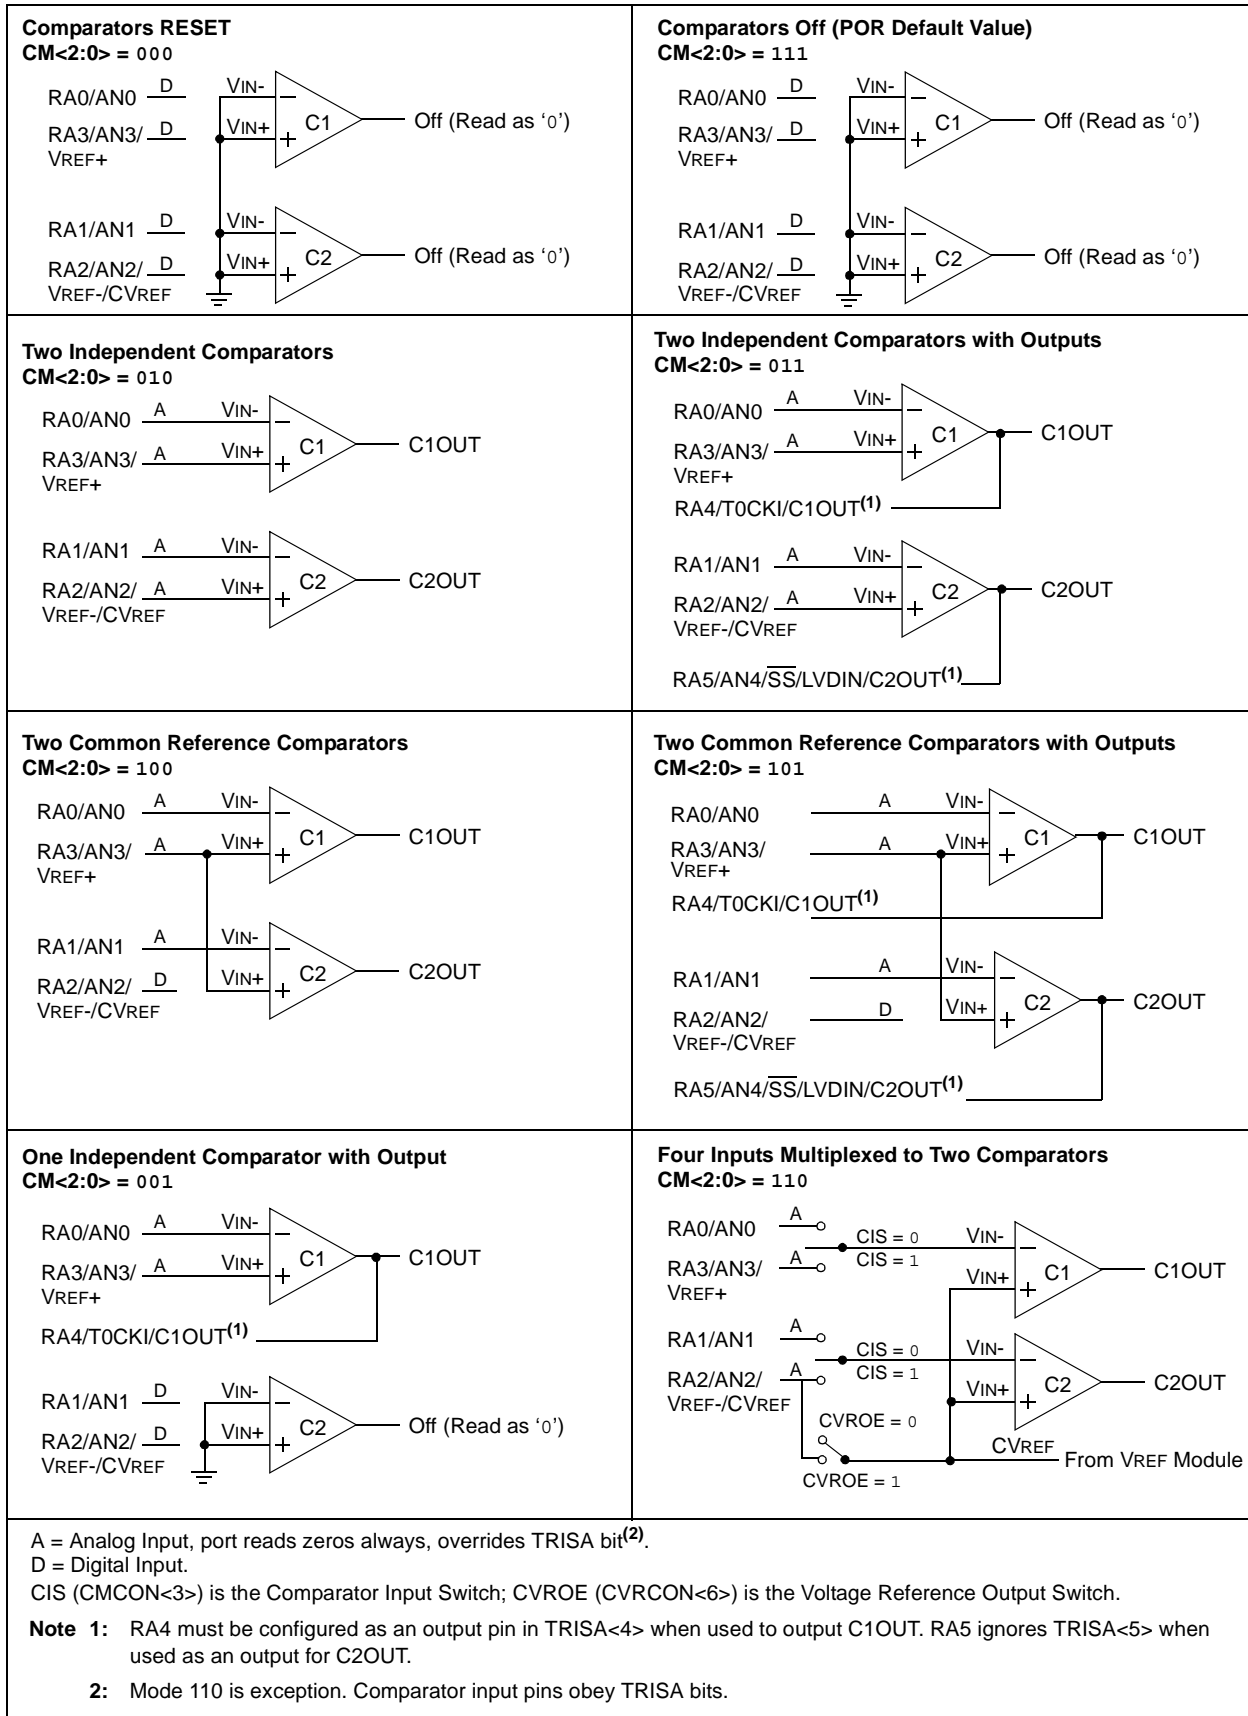 Comparators RESET
CM<2:0> = 000
RA0/AN0 D VIN-
RA3/AN3/ D VIN+
VREF+
C1
Off (Read as ‘0’)
RA1/AN1 D VIN-
RA2/AN2/ D VIN+
VREF-/CVREF
C2
Off (Read as ‘0’)
Comparators Off (POR Default Value)
CM<2:0> = 111
RA0/AN0 D VIN-
RA3/AN3/ D VIN+
VREF+
C1
Off (Read as ‘0’)
RA1/AN1 D VIN-
RA2/AN2/ D VIN+
VREF-/CVREF
C2
Off (Read as ‘0’)
Two Independent Comparators
CM<2:0> = 010
RA0/AN0 A VIN-
RA3/AN3/ A VIN+
VREF+
C1
C1OUT
RA1/AN1 A VIN-
RA2/AN2/ A VIN+
VREF-/CVREF
C2
C2OUT
Two Independent Comparators with Outputs
CM<2:0> = 011
RA0/AN0 A VIN-
RA3/AN3/ A VIN+
VREF+
C1
C1OUT
RA4/T0CKI/C1OUT(1)
RA1/AN1 A VIN-
RA2/AN2/ A VIN+
VREF-/CVREF
C2
C2OUT
RA5/AN4/SS/LVDIN/C2OUT(1)
Two Common Reference Comparators
CM<2:0> = 100
RA0/AN0 A VIN-
RA3/AN3/ A VIN+
VREF+
C1
C1OUT
RA1/AN1 A VIN-
RA2/AN2/ D VIN+
VREF-/CVREF
C2
C2OUT
Two Common Reference Comparators with Outputs
CM<2:0> = 101
RA0/AN0 A VIN-
RA3/AN3/ A VIN+
VREF+
C1
C1OUT
RA4/T0CKI/C1OUT(1)
RA1/AN1 A VIN-
RA2/AN2/ D VIN+
VREF-/CVREF
C2
C2OUT
RA5/AN4/SS/LVDIN/C2OUT(1)
One Independent Comparator with Output
CM<2:0> = 001
RA0/AN0 A VIN-
RA3/AN3/ A VIN+
VREF+
C1
C1OUT
RA4/T0CKI/C1OUT(1)
RA1/AN1 D VIN-
RA2/AN2/ D VIN+
VREF-/CVREF
C2
Off (Read as ‘0’)
Four Inputs Multiplexed to Two Comparators
CM<2:0> = 110
RA0/AN0 A
CIS = 0 VIN-
RA3/AN3/ A CIS = 1
VREF+
VIN+
C1
C1OUT
RA1/AN1 A
CIS = 0 VIN-
RA2/AN2/ A CIS = 1
VREF-/CVREF
VIN+
C2
C2OUT
CVROE = 0
CVREF
From VREF Module
CVROE = 1
A = Analog Input, port reads zeros always, overrides TRISA bit(2).
D = Digital Input.
CIS (CMCON<3>) is the Comparator Input Switch; CVROE (CVRCON<6>) is the Voltage Reference Output Switch.
Note 1: RA4 must be configured as an output pin in TRISA<4> when used to output C1OUT. RA5 ignores TRISA<5> when
used as an output for C2OUT.
2: Mode 110 is exception. Comparator input pins obey TRISA bits.